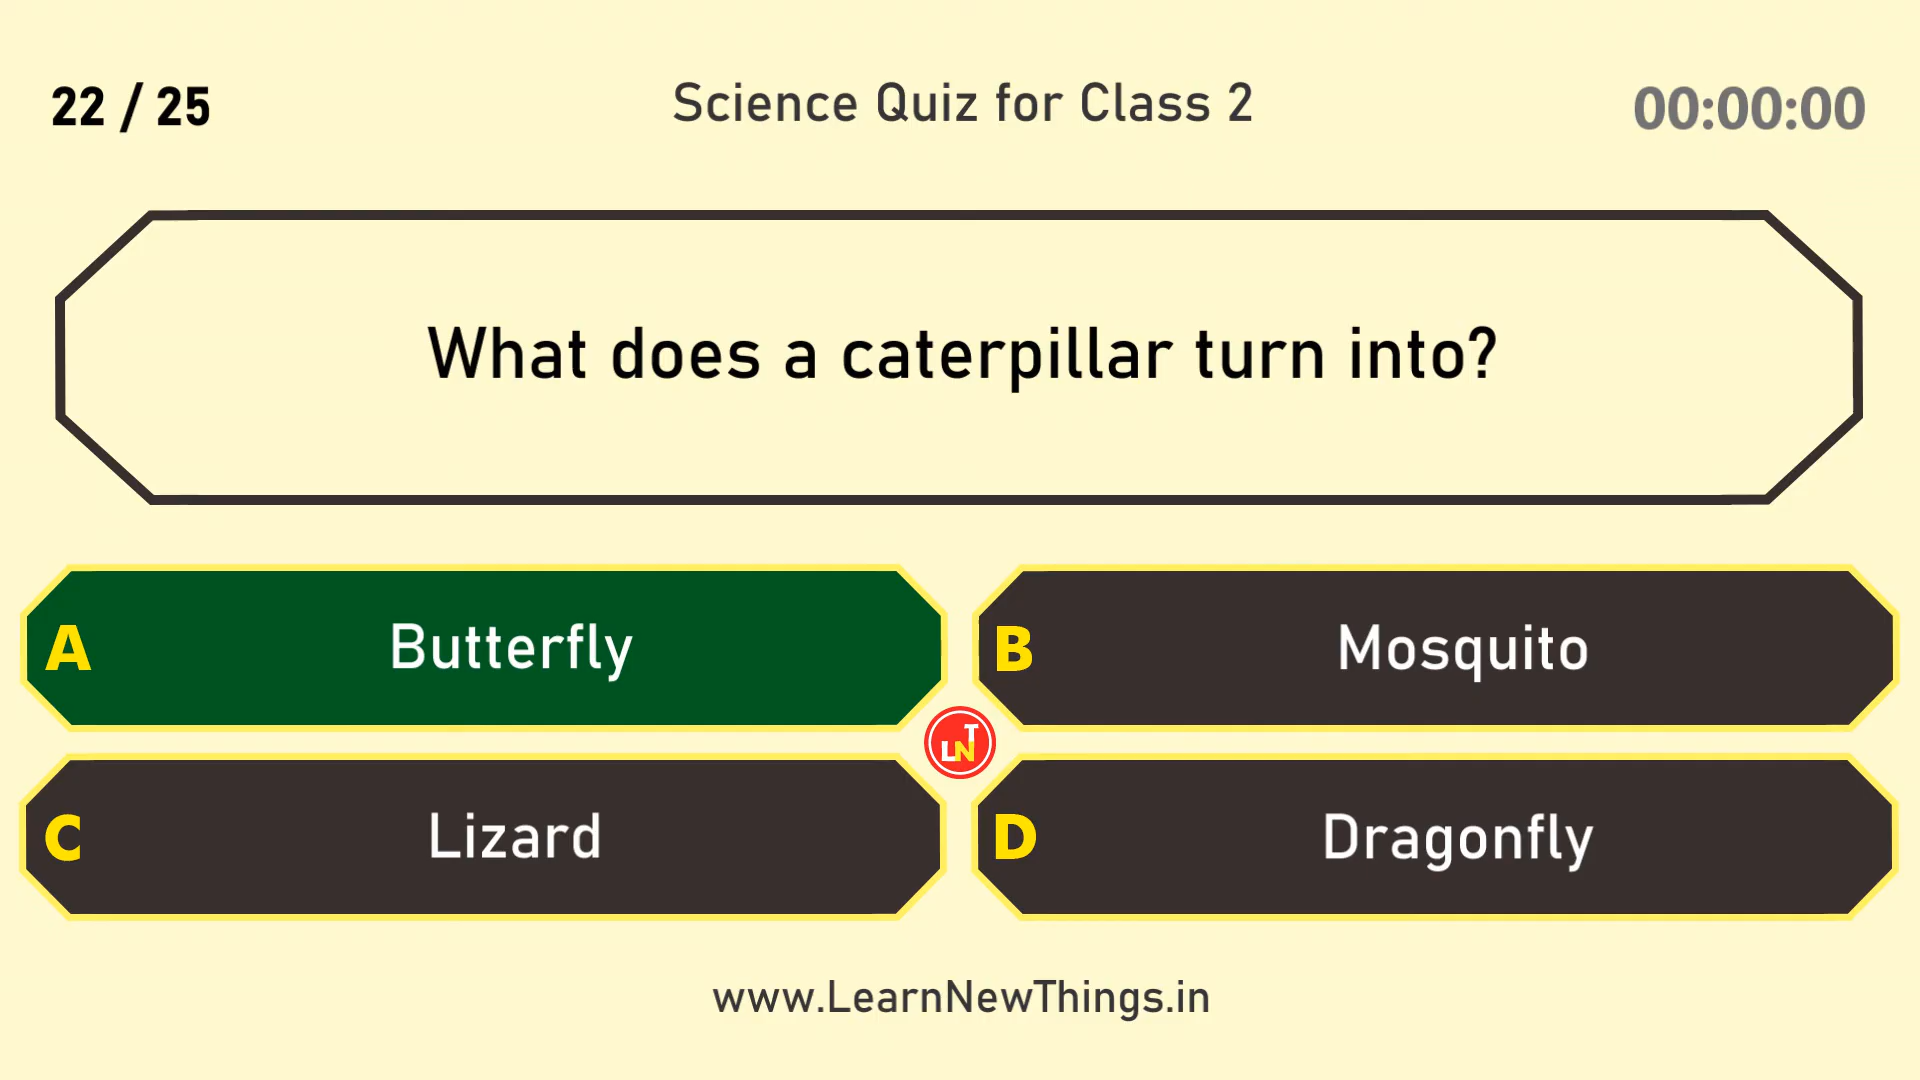 22 / 25
Science Quiz for Class 2
00:00:00
What does a caterpillar turn into?
A Butterfly
B Mosquito
LNT
C Lizard
D Dragonfly
www.LearnNewThings.in